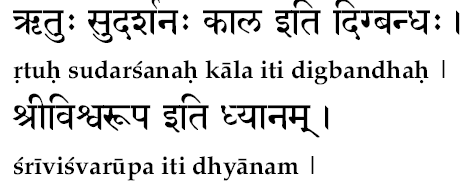 ऋतुः सुदर्शनः काल इति दिग्बन्धः ।
ṛtuḥ sudarśanaḥ kāla iti digbandhaḥ |
श्रीविश्वरूप इति ध्यानम् ।
śrīviśvarūpa iti dhyānam |